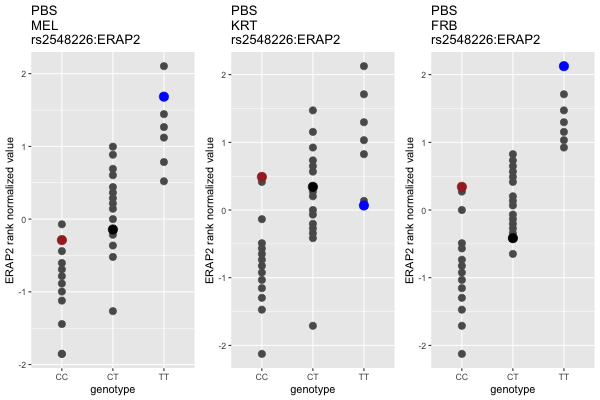 PBS
MEL
rs2548226:ERAP2
ERAP2 rank normalized value
2
1
0
-1
-2
CC
CT
TT
genotype
PBS
KRT
rs2548226:ERAP2
ERAP2 rank normalized value
2
1
0
-1
-2
CC
CT
TT
genotype
PBS
FRB
rs2548226:ERAP2
ERAP2 rank normalized value
2
1
0
-1
-2
CC
CT
TT
genotype